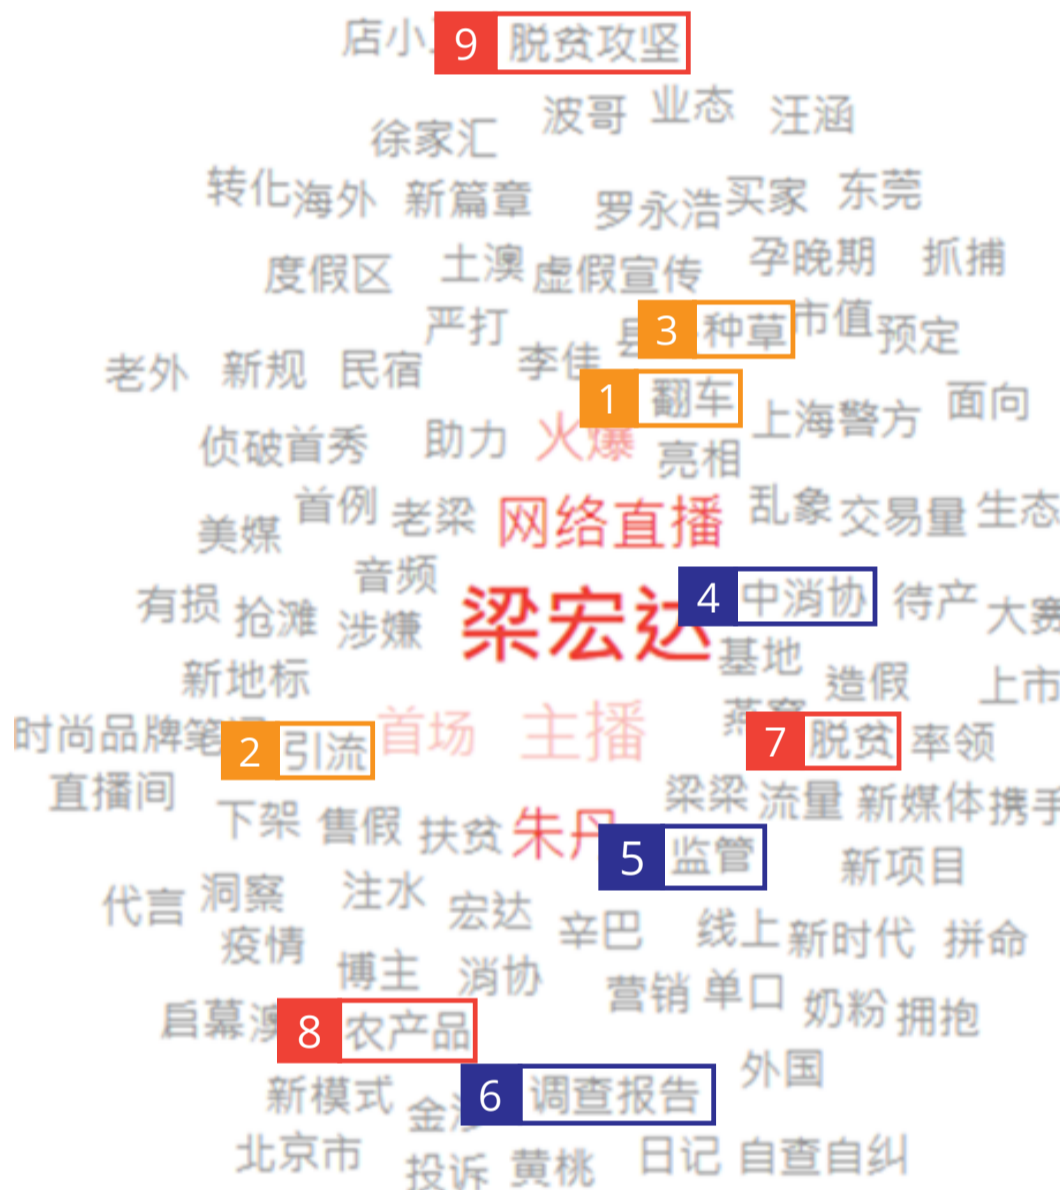 店小 9 脱贫攻坚
波哥 业态 汪涵
徐家汇
转化 海外 新篇章 罗永浩 买家 东莞
度假区 土澳 虚假宣传 孕晚期 抓捕
严打 3 种草 市值 预定
老外 新规 民宿 李佳 1 翻车 面向
侦破 首秀 助力 火爆 亮相 上海警方
美媒 首例 老梁 网络直播 乱象 交易量 生态
音频
有损 抢滩 涉嫌 梁宏达 4 中消协 待产 大赛
新地标 基地 造假 上市
时尚品牌笔 2 引流 首场 主播 7 脱贫 率领
直播间 下架 售假 扶贫 朱丹 梁梁 流量 新媒体 携手
5 监管 新项目
代言 洞察 注水 宏达 辛巴 线上 新时代 拼命
疫情 博主 消协 营销 单口 奶粉 拥抱
启幕 澳 8 农产品
新模式 金 6 调查报告 外国
北京市 投诉 黄桃 日记 自查自纠